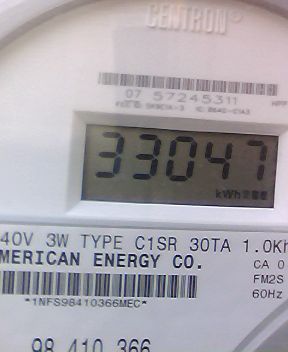 CENTRON®
07 57245311
33047
kWh
40V 3W TYPE C1SR 30TA 1.0Kh
MERICAN ENERGY CO.
CA 0
FM2S
60Hz
*1NFS98410366MEC*
98 410 366